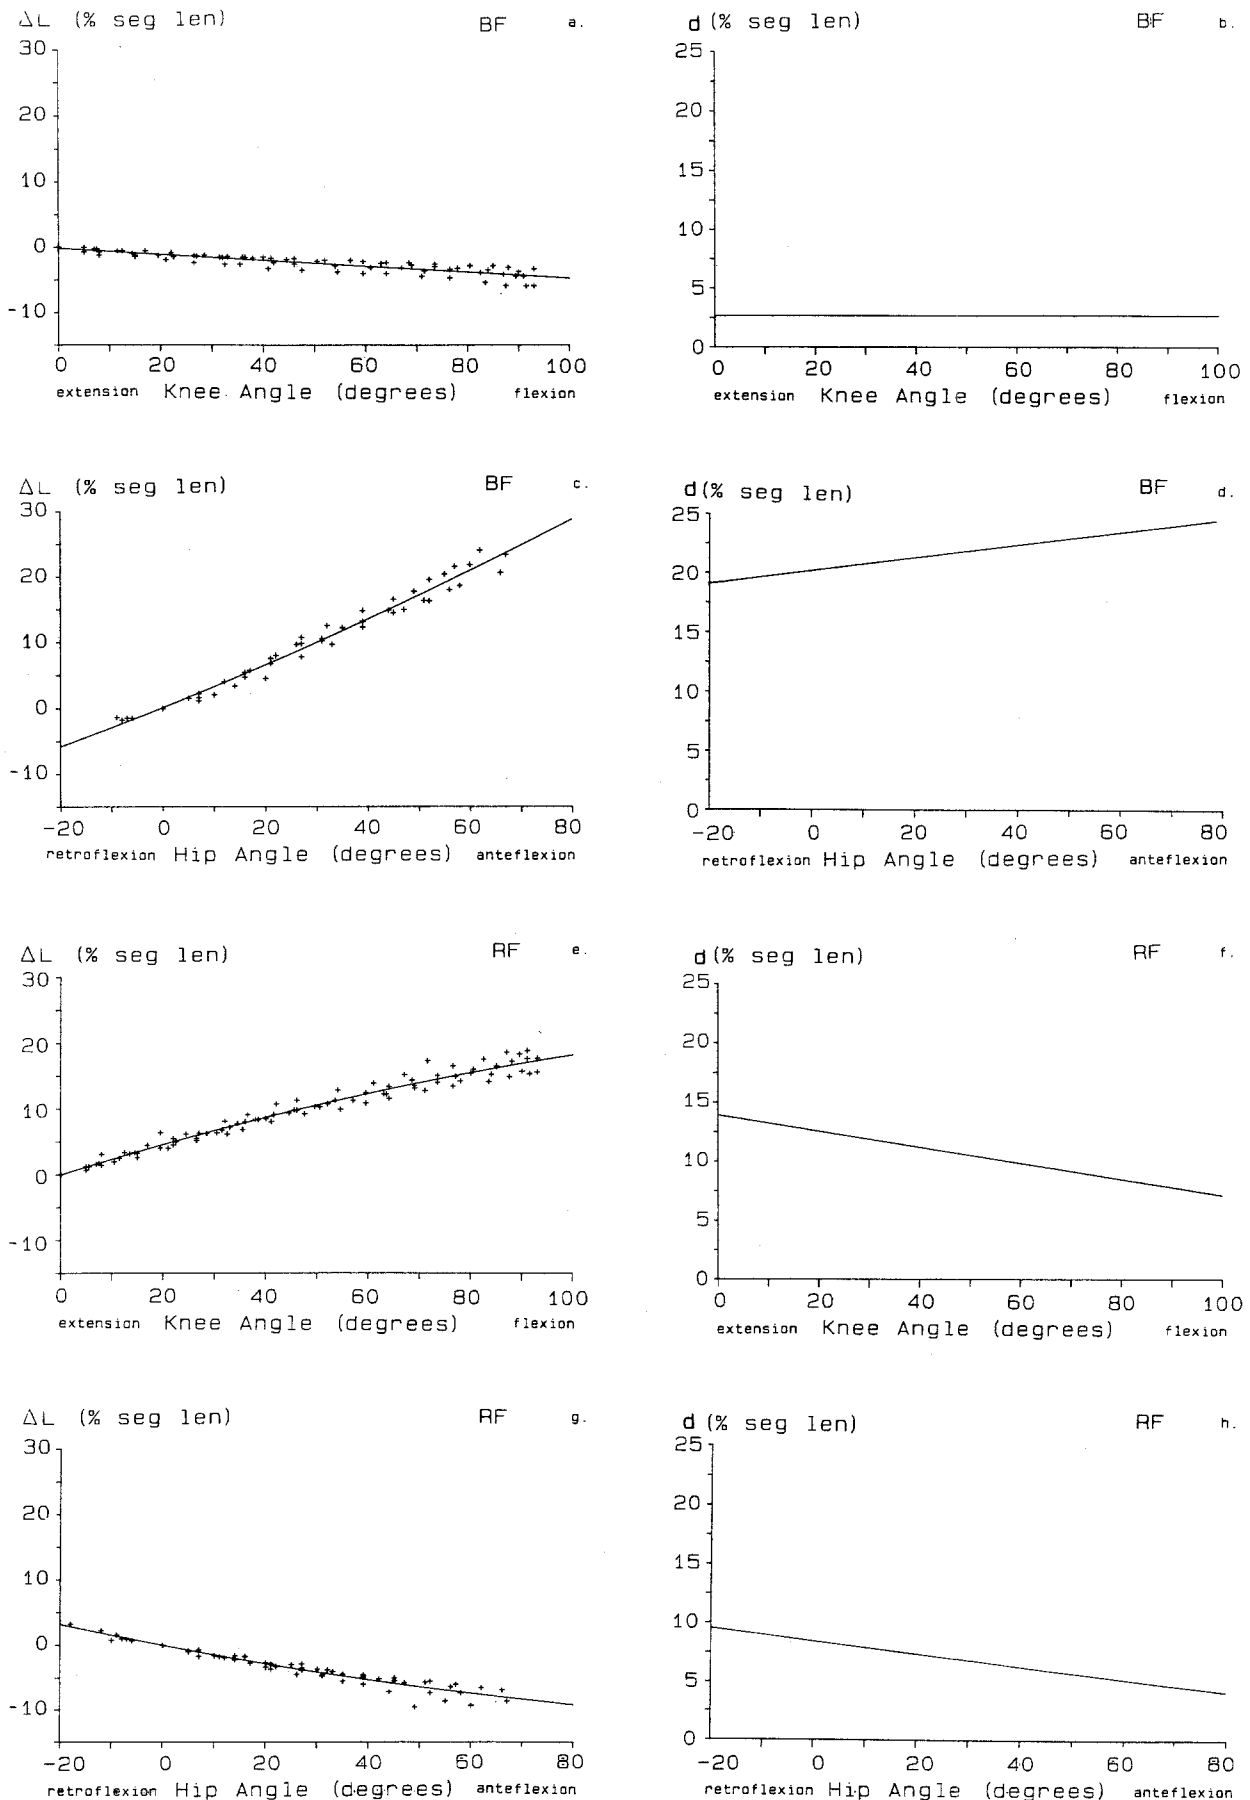 ΔL (% seg len) BF a.
30
20
10
0
-10
0 20 40 60 80 100
extension Knee Angle (degrees) flexion
d (% seg len) BF b.
25
20
15
10
5
0
0 20 40 60 80 100
extension Knee Angle (degrees) flexion
ΔL (% seg len) BF c.
30
20
10
0
-10
-20 0 20 40 60 80
retroflexion Hip Angle (degrees) anteflexion
d (% seg len) BF d.
25
20
15
10
5
0
-20 0 20 40 60 80
retroflexion Hip Angle (degrees) anteflexion
ΔL (% seg len) RF e.
30
20
10
0
-10
0 20 40 60 80 100
extension Knee Angle (degrees) flexion
d (% seg len) RF f.
25
20
15
10
5
0
0 20 40 60 80 100
extension Knee Angle (degrees) flexion
ΔL (% seg len) RF g.
30
20
10
0
-10
-20 0 20 40 60 80
retroflexion Hip Angle (degrees) anteflexion
d (% seg len) RF h.
25
20
15
10
5
0
-20 0 20 40 60 80
retroflexion Hip Angle (degrees) anteflexion